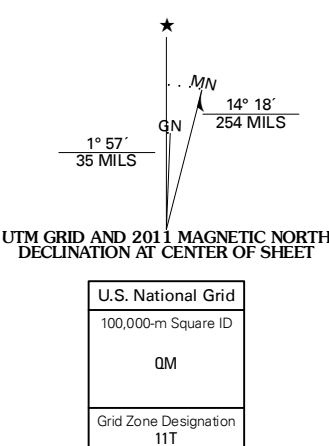 ★
MN
GN
14° 18´
254 MILS
1° 57´
35 MILS
UTM GRID AND 2011 MAGNETIC NORTH
DECLINATION AT CENTER OF SHEET
U.S. National Grid
100,000-m Square ID
QM
Grid Zone Designation
11T